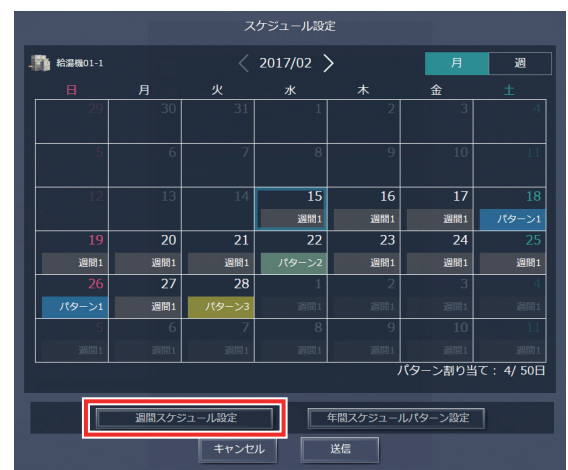 スケジュール設定
給湯機01-1 2017/02 月 週
日 月 火 水 木 金 土
29 30 31 1 2 3 4
5 6 7 8 9 10 11
12 13 14 15 16 17 18
週間1 週間1 週間1 パターン1
19 20 21 22 23 24 25
週間1 週間1 週間1 パターン2 週間1 週間1 週間1
26 27 28 1 2 3 4
パターン1 週間1 パターン3 週間1 週間1 週間1 週間1
5 6 7 8 9 10 11
週間1 週間1 週間1 週間1 週間1 週間1 週間1
パターン割り当て： 4/ 50日
週間スケジュール設定 年間スケジュールパターン設定
キャンセル 送信